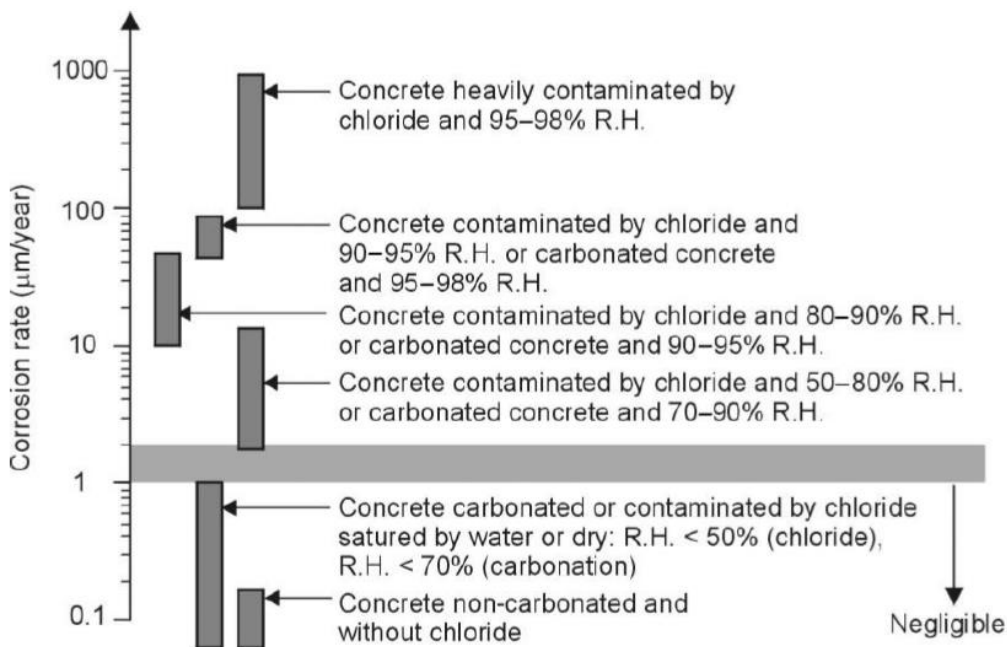 1000
Concrete heavily contaminated by
chloride and 95–98% R.H.
100
Concrete contaminated by chloride and
90–95% R.H. or carbonated concrete
and 95–98% R.H.
Concrete contaminated by chloride and 80–90% R.H.
or carbonated concrete and 90–95% R.H.
10
Concrete contaminated by chloride and 50–80% R.H.
or carbonated concrete and 70–90% R.H.
1
Concrete carbonated or contaminated by chloride
satured by water or dry: R.H. < 50% (chloride),
R.H. < 70% (carbonation)
Concrete non-carbonated and
without chloride
0.1
Negligible
Corrosion rate (μm/year)